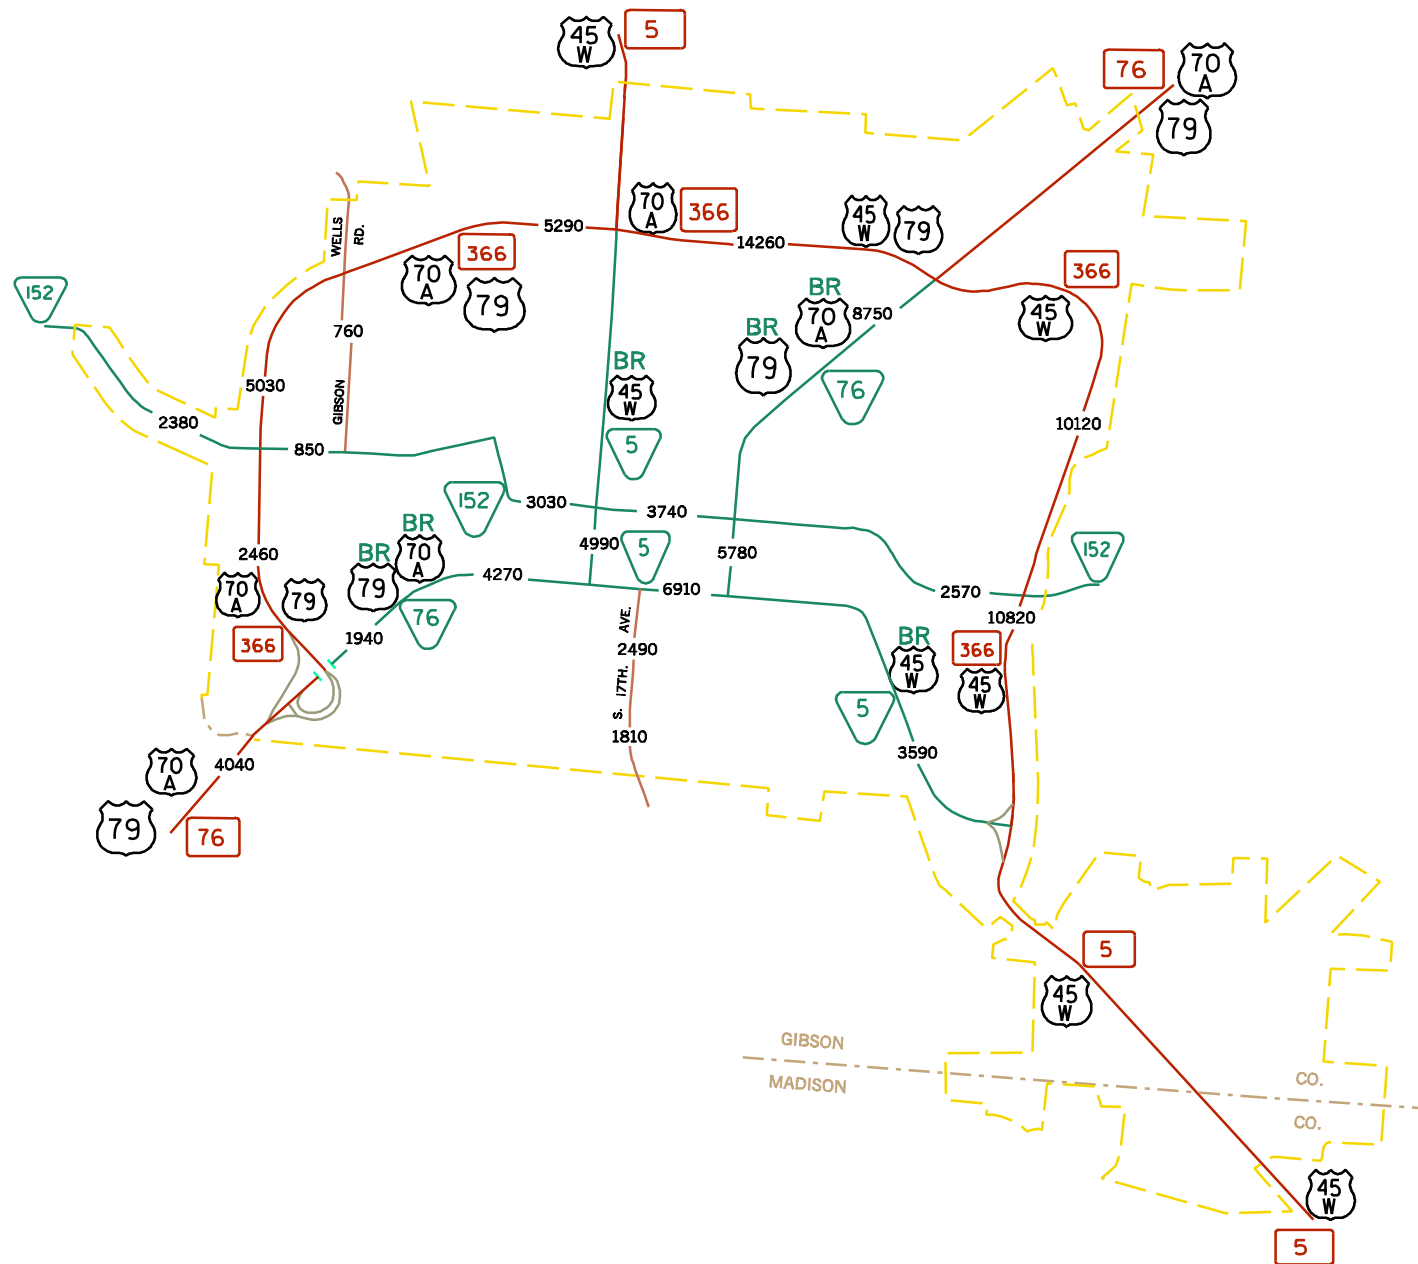 45
W
5
76
70
A
79
WELLS
RD.
5290
70
A
366
14260
45
W
79
366
70
A
366
79
45
W
152
760
BR
70
A
8750
BR
79
76
5030
GIBSON
BR
45
W
5
2380
850
10120
152
3030
3740
BR
70
A
BR
79
76
4990
5
5780
152
2460
70
A
79
366
4270
6910
2570
1940
AVE.
2490
17TH.
S.
1810
10820
366
45
W
BR
45
W
5
3590
70
A
4040
79
76
5
45
W
GIBSON
MADISON
CO.
CO.
45
W
5